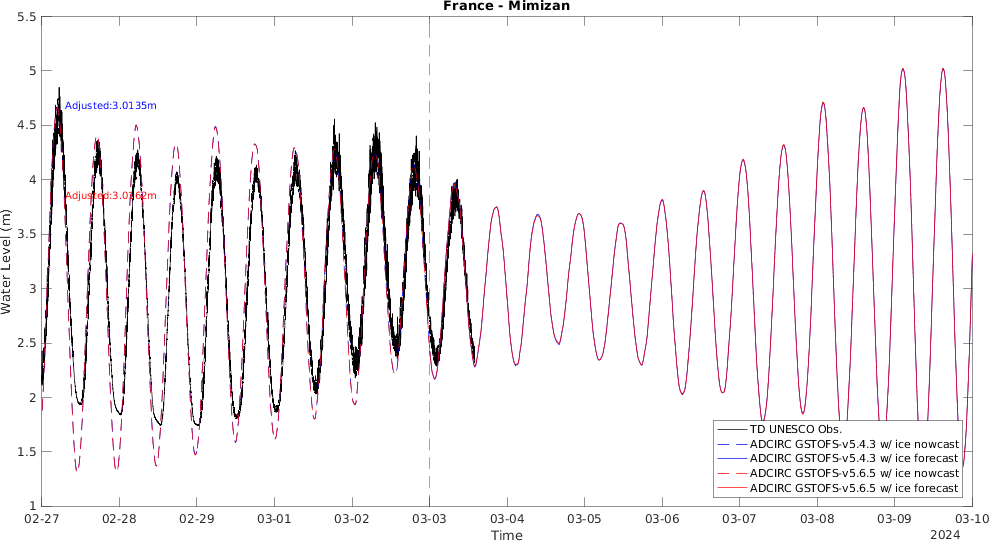 France - Mimizan
5.5
5
4.5
4
3.5
3
2.5
2
1.5
1
Water Level (m)
Adjusted:3.0135m
TD UNESCO Obs.
ADCIRC GSTOFS-v5.4.3 w/ ice nowcast
ADCIRC GSTOFS-v5.4.3 w/ ice forecast
ADCIRC GSTOFS-v5.6.5 w/ ice nowcast
ADCIRC GSTOFS-v5.6.5 w/ ice forecast
02-27 02-28 02-29 03-01 03-02 03-03 03-04 03-05 03-06 03-07 03-08 03-09 03-10
Time
2024